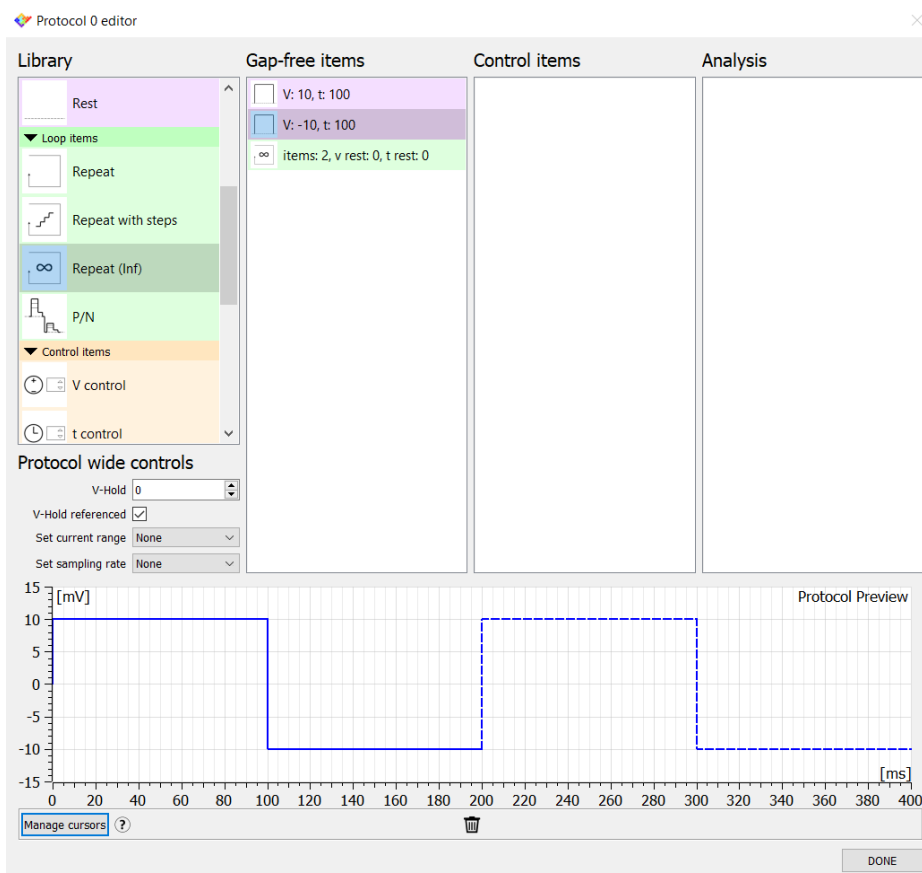 Protocol 0 editor
Library
Gap-free items
Control items
Analysis
Rest
Loop items
Repeat
Repeat with steps
∞ Repeat (Inf)
P/N
Control items
V control
t control
V: 10, t: 100
V: -10, t: 100
∞ items: 2, v rest: 0, t rest: 0
Protocol wide controls
V-Hold 0
V-Hold referenced
Set current range None
Set sampling rate None
[mV]
Protocol Preview
15
10
5
0
-5
-10
-15
[ms]
0 20 40 60 80 100 120 140 160 180 200 220 240 260 280 300 320 340 360 380 400
Manage cursors ?
DONE